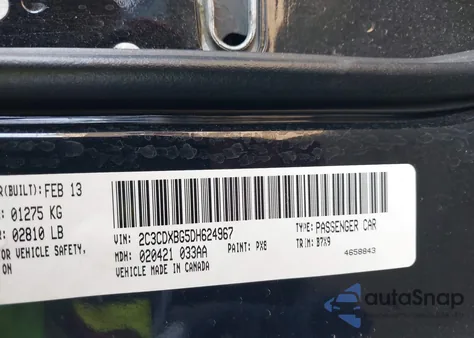 R(BUILT): FEB 13
01275 KG
02810 LB
FOR VEHICLE SAFETY,
ON
VIN: 2C3CDXBG5DH624967
TYPE: PASSENGER CAR
MDH: 020421 033AA
PAINT: PX8
TRIM: B7X9
VEHICLE MADE IN CANADA
4658843
autoSnap